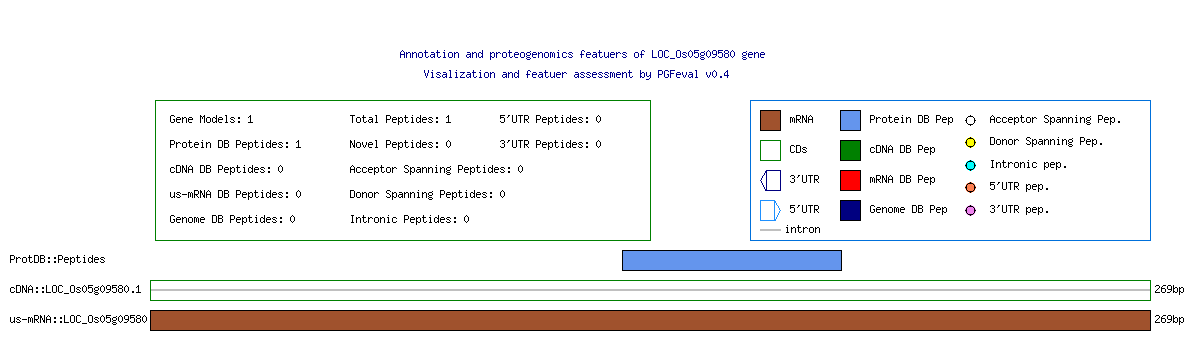 Annotation and proteogenomics featuers of LOC_Os05g09580 gene
Visalization and featuer assessment by PGFeval v0.4
Gene Models: 1 Total Peptides: 1 5'UTR Peptides: 0
Protein DB Peptides: 1 Novel Peptides: 0 3'UTR Peptides: 0
cDNA DB Peptides: 0 Acceptor Spanning Peptides: 0
us-mRNA DB Peptides: 0 Donor Spanning Peptides: 0
Genome DB Peptides: 0 Intronic Peptides: 0
mRNA Protein DB Pep Acceptor Spanning Pep.
CDs cDNA DB Pep Donor Spanning Pep.
3'UTR mRNA DB Pep Intronic pep.
5'UTR Genome DB Pep 5'UTR pep.
intron 3'UTR pep.
ProtDB::Peptides
cDNA::LOC_Os05g09580.1 269bp
us-mRNA::LOC_Os05g09580 269bp